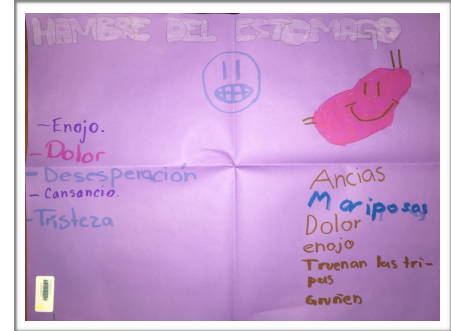 HAMBRE DEL ESTOMAGO
-Enojo.
-Dolor
-Desesperación
-Cansancio.
-Tristeza
Ancias
Mariposas
Dolor
enojo
Truenan las tri-
pas
Gruñen